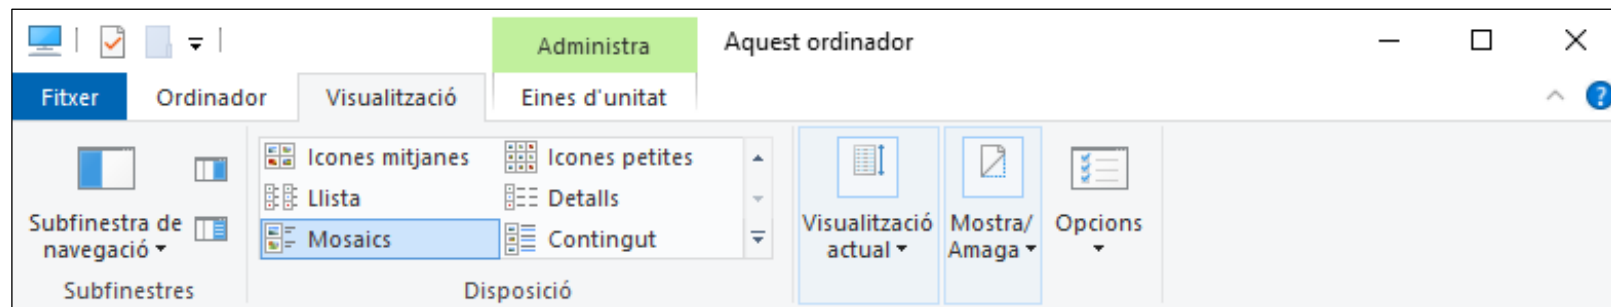 Administra
Aquest ordinador
Fitxer
Ordinador
Visualització
Eines d'unitat
Subfinestra de
navegació
Subfinestres
Icones mitjanes
Icones petites
Llista
Detalls
Mosaics
Contingut
Disposició
Visualització
actual
Mostra/
Amaga
Opcions